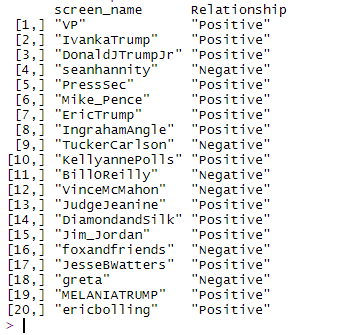 screen_name Relationship
[1,] "VP" "Positive"
[2,] "IvankaTrump" "Positive"
[3,] "DonaldJTrumpJr" "Positive"
[4,] "seanhannity" "Negative"
[5,] "PressSec" "Positive"
[6,] "Mike_Pence" "Positive"
[7,] "EricTrump" "Positive"
[8,] "IngrahamAngle" "Positive"
[9,] "TuckerCarlson" "Negative"
[10,] "KellyannePolls" "Positive"
[11,] "BillOReilly" "Negative"
[12,] "VinceMcMahon" "Negative"
[13,] "JudgeJeanine" "Positive"
[14,] "DiamondandSilk" "Positive"
[15,] "Jim_Jordan" "Positive"
[16,] "foxandfriends" "Negative"
[17,] "JesseBWatters" "Positive"
[18,] "greta" "Negative"
[19,] "MELANIATRUMP" "Positive"
[20,] "ericbolling" "Positive"
>